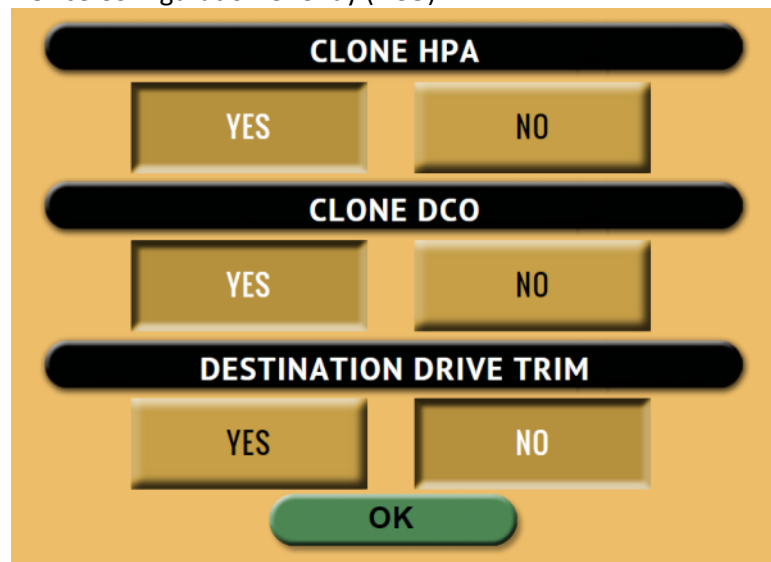 CLONE HPA
YES NO
CLONE DCO
YES NO
DESTINATION DRIVE TRIM
YES NO
OK